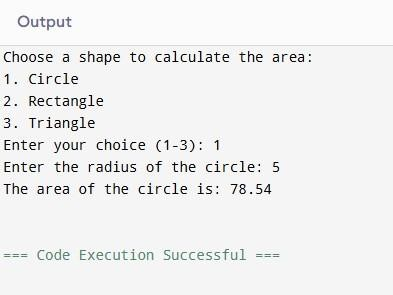 Output
Choose a shape to calculate the area:
1. Circle
2. Rectangle
3. Triangle
Enter your choice (1-3): 1
Enter the radius of the circle: 5
The area of the circle is: 78.54
=== Code Execution Successful ===